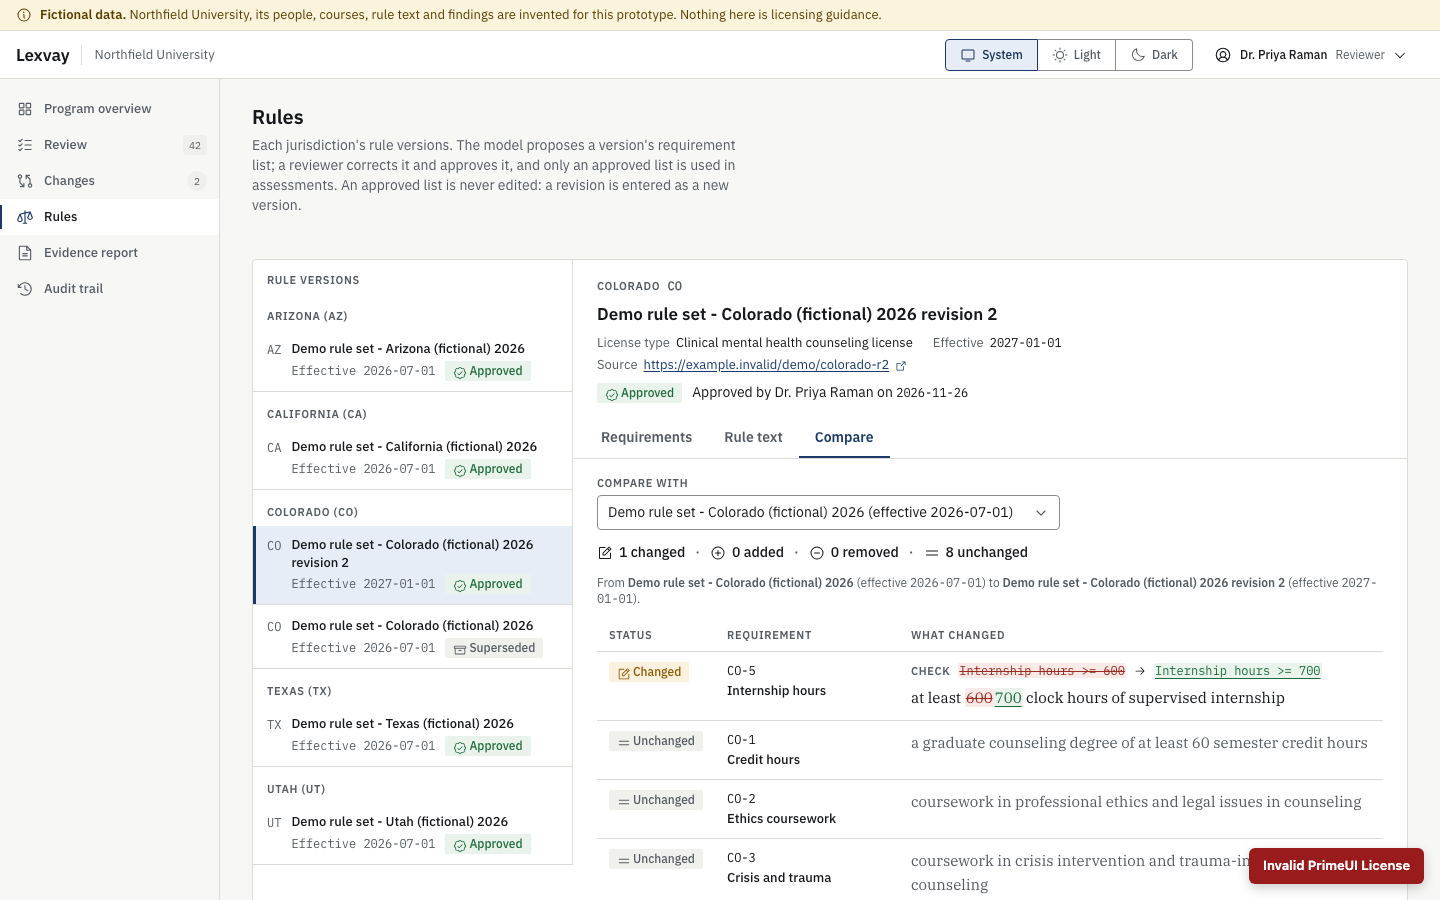 Fictional data. Northfield University, its people, courses, rule text and findings are invented for this prototype. Nothing here is licensing guidance.
Lexvay
Northfield University
System
Light
Dark
Dr. Priya Raman Reviewer
Program overview
Review 42
Changes 2
Rules
Evidence report
Audit trail
Rules
Each jurisdiction's rule versions. The model proposes a version's requirement
list; a reviewer corrects it and approves it, and only an approved list is used in
assessments. An approved list is never edited: a revision is entered as a new
version.
RULE VERSIONS
ARIZONA (AZ)
AZ Demo rule set - Arizona (fictional) 2026
Effective 2026-07-01 Approved
CALIFORNIA (CA)
CA Demo rule set - California (fictional) 2026
Effective 2026-07-01 Approved
COLORADO (CO)
CO Demo rule set - Colorado (fictional) 2026
revision 2
Effective 2027-01-01 Approved
CO Demo rule set - Colorado (fictional) 2026
Effective 2026-07-01 Superseded
TEXAS (TX)
TX Demo rule set - Texas (fictional) 2026
Effective 2026-07-01 Approved
UTAH (UT)
UT Demo rule set - Utah (fictional) 2026
Effective 2026-07-01 Approved
COLORADO CO
Demo rule set - Colorado (fictional) 2026 revision 2
License type Clinical mental health counseling license Effective 2027-01-01
Source https://example.invalid/demo/colorado-r2
Approved Approved by Dr. Priya Raman on 2026-11-26
Requirements Rule text Compare
COMPARE WITH
Demo rule set - Colorado (fictional) 2026 (effective 2026-07-01)
1 changed · 0 added · 0 removed · 8 unchanged
From Demo rule set - Colorado (fictional) 2026 (effective 2026-07-01) to Demo rule set - Colorado (fictional) 2026 revision 2 (effective 2027-
01-01).
STATUS REQUIREMENT WHAT CHANGED
Changed CO-5 CHECK Internship hours >= 600 → Internship hours >= 700
Internship hours at least 600 700 clock hours of supervised internship
Unchanged CO-1 a graduate counseling degree of at least 60 semester credit hours
Credit hours
Unchanged CO-2 coursework in professional ethics and legal issues in counseling
Ethics coursework
Unchanged CO-3 coursework in crisis intervention and
Crisis and trauma counseling
Invalid PrimeUI License